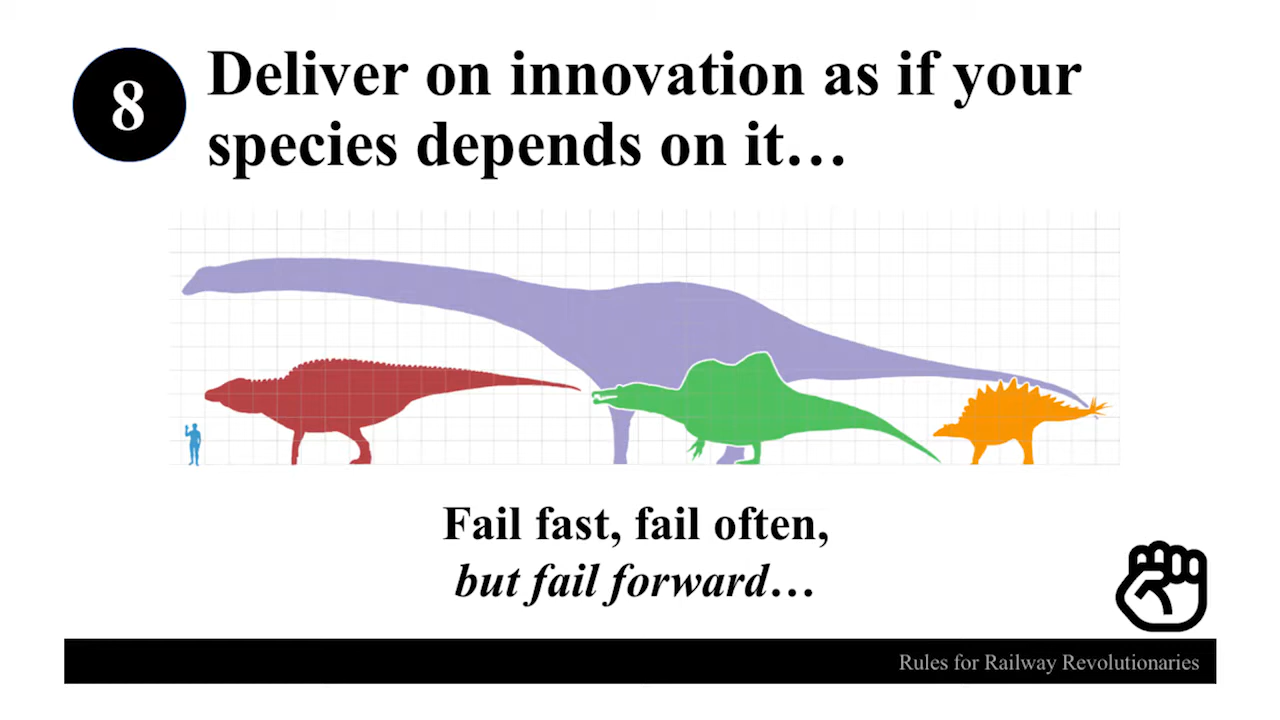 8
Deliver on innovation as if your
species depends on it…
Fail fast, fail often,
but fail forward…
Rules for Railway Revolutionaries